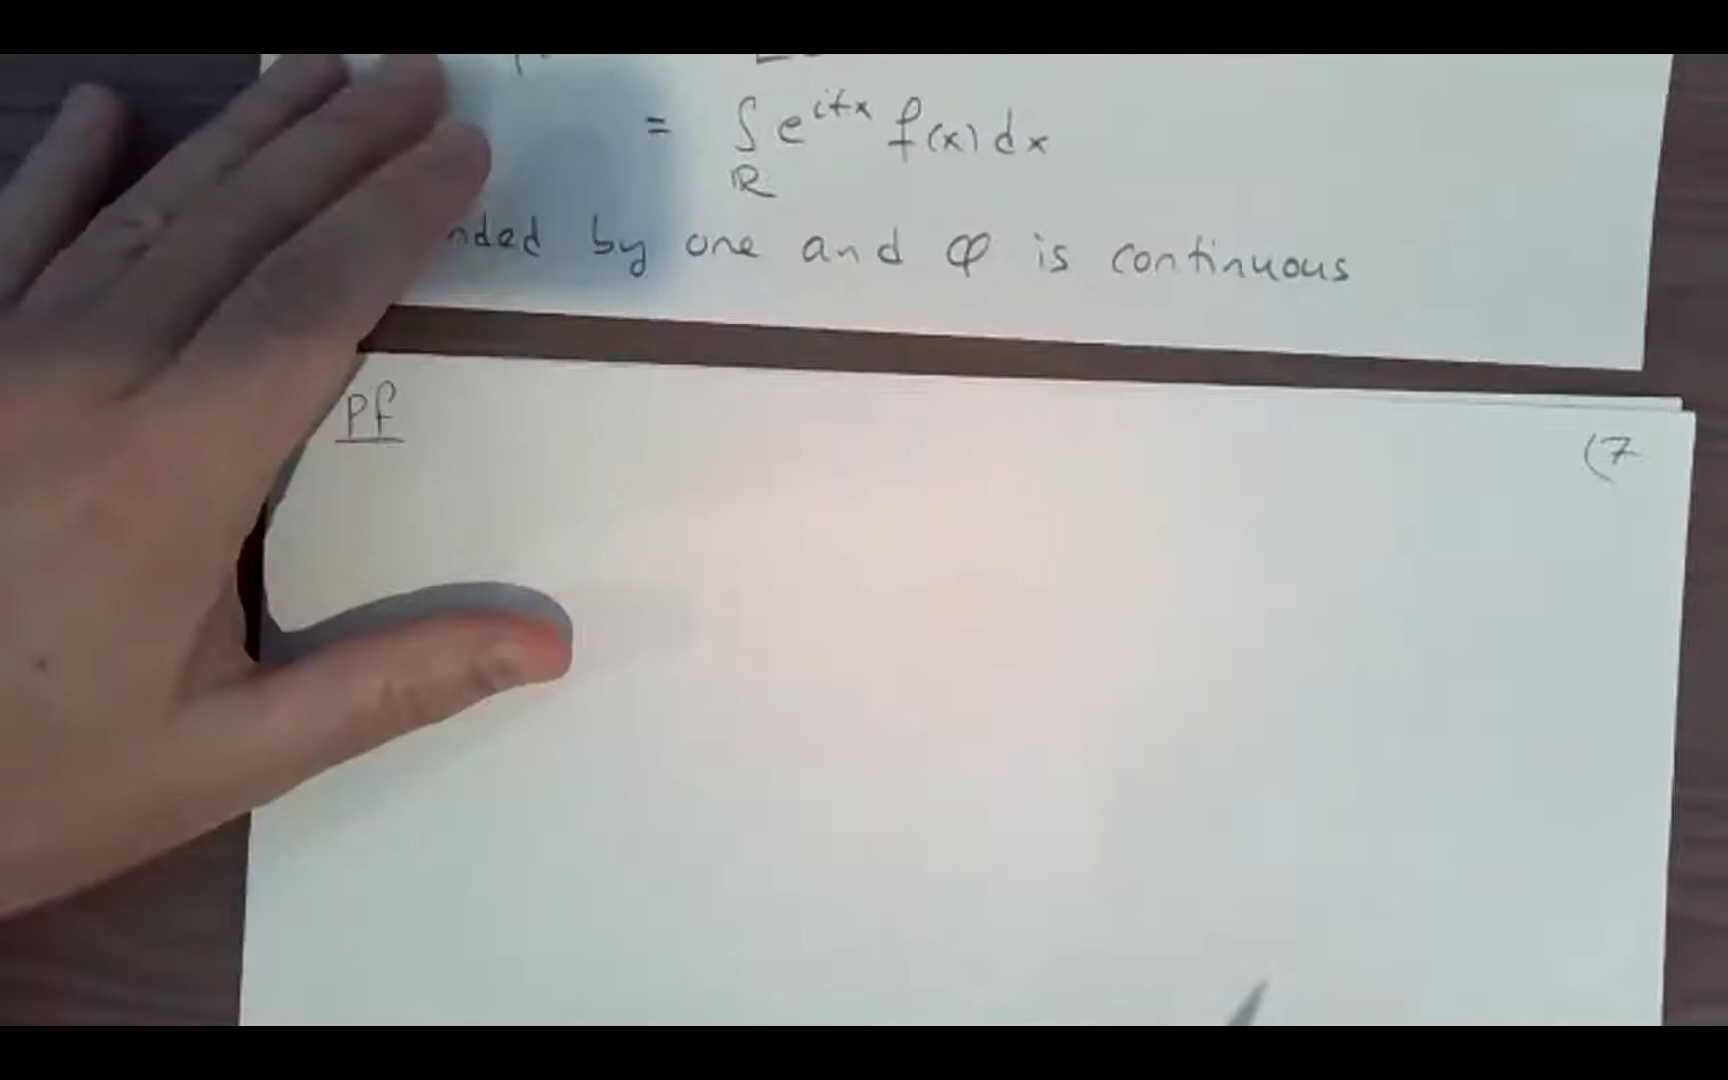 = ∫ e^{itx} f(x) dx
ℝ
nded by one and φ is continuous
Pf
(7